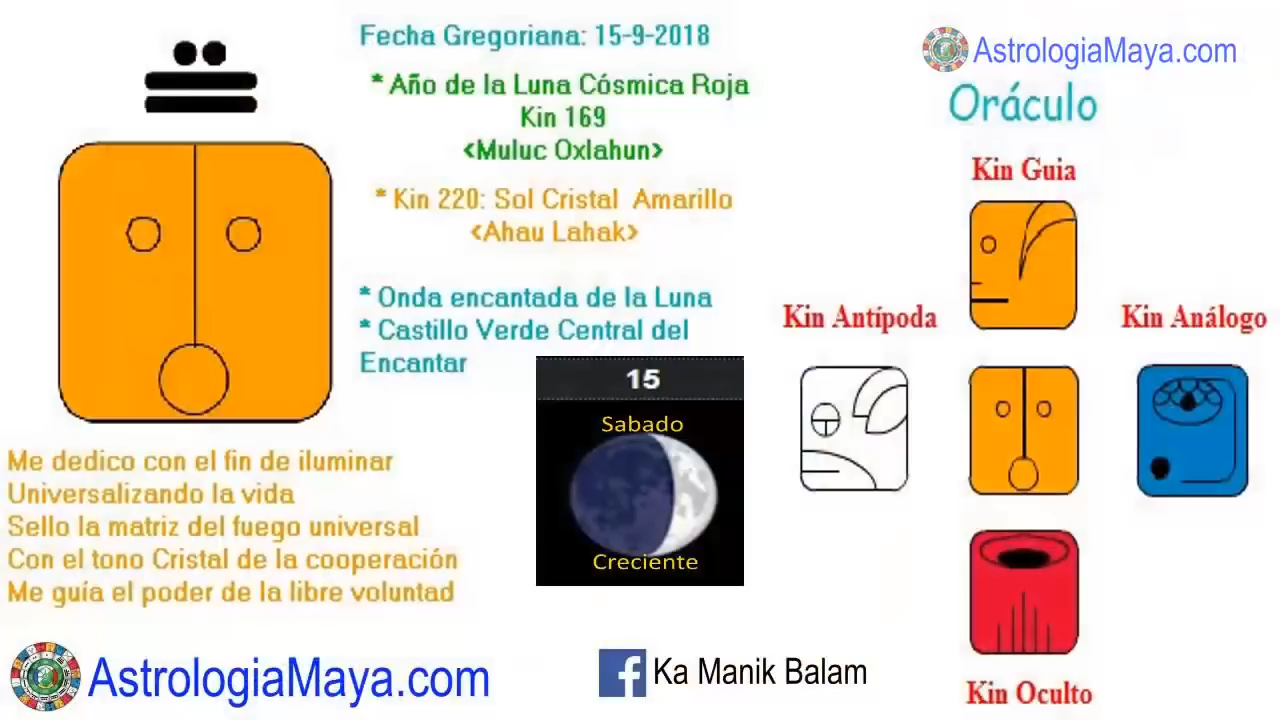 Fecha Gregoriana: 15-9-2018
* Año de la Luna Cósmica Roja
Kin 169
<Muluc Oxlahun>
* Kin 220: Sol Cristal Amarillo
<Ahau Lahak>
* Onda encantada de la Luna
* Castillo Verde Central del
Encantar
15
Sabado
Creciente
Me dedico con el fin de iluminar
Universalizando la vida
Sello la matriz del fuego universal
Con el tono Cristal de la cooperación
Me guía el poder de la libre voluntad
AstrologiaMaya.com
Oráculo
Kin Guia
Kin Antípoda
Kin Análogo
Kin Oculto
AstrologiaMaya.com
f Ka Manik Balam